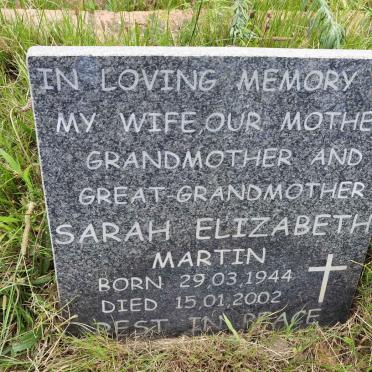 IN LOVING MEMORY
MY WIFE, OUR MOTHE
GRANDMOTHER AND
GREAT-GRANDMOTHER
SARAH ELIZABETH
MARTIN
BORN 29.03.1944
DIED 15.01.2002
REST IN PEACE